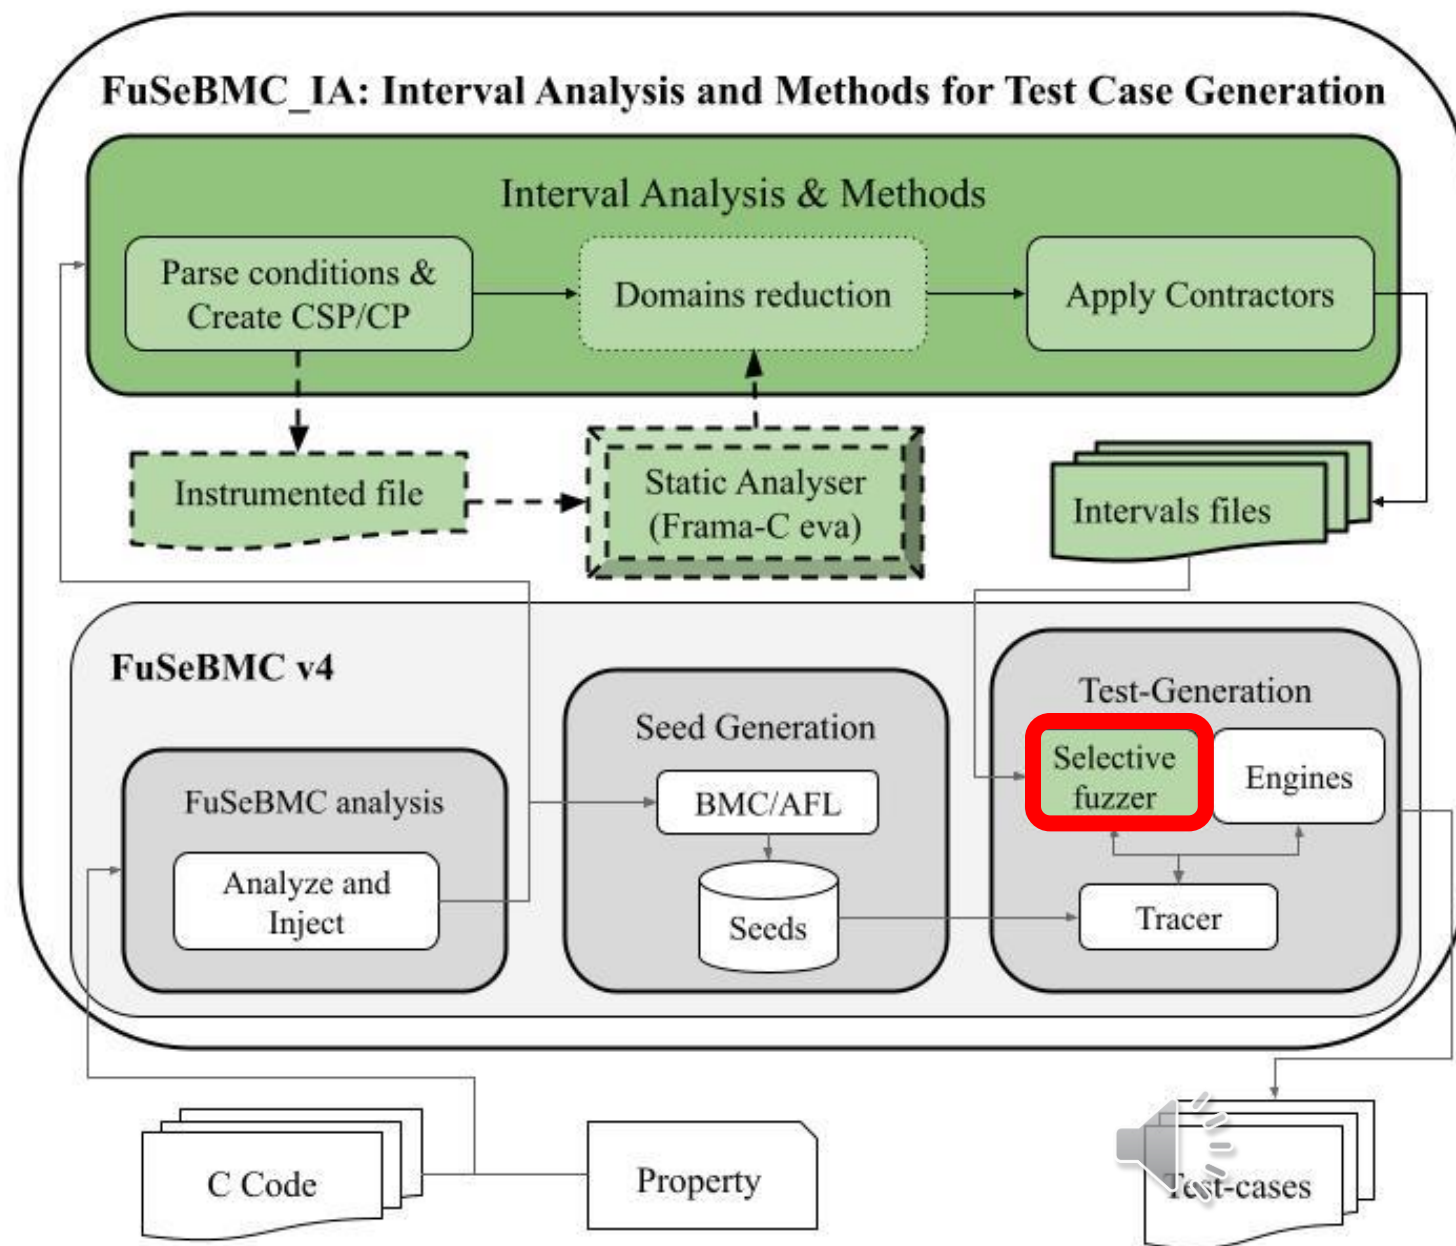 FuSeBMC_IA: Interval Analysis and Methods for Test Case Generation
Interval Analysis & Methods
Parse conditions &
Create CSP/CP
Domains reduction
Apply Contractors
Instrumented file
Static Analyser
(Frama-C eva)
Intervals files
FuSeBMC v4
FuSeBMC analysis
Analyze and
Inject
Seed Generation
BMC/AFL
Seeds
Test-Generation
Selective
fuzzer
Engines
Tracer
C Code
Property
Test-cases